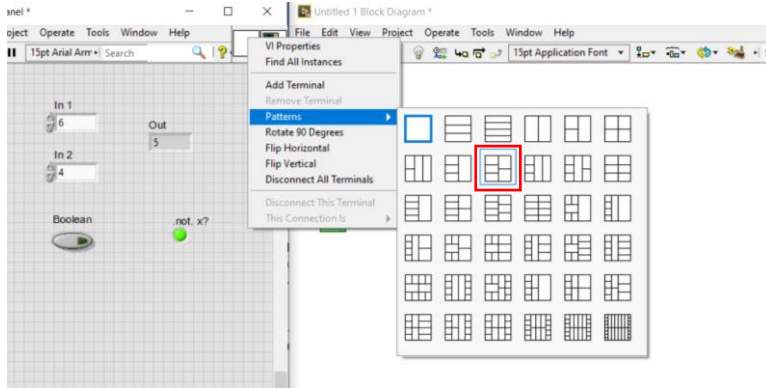 anel *
oject Operate Tools Window Help
15pt Arial Arr
Search
In 1
6
Out
5
In 2
4
Boolean
not. x?
Untitled 1 Block Diagram *
File Edit View Project Operate Tools Window Help
15pt Application Font
VI Properties
Find All Instances
Add Terminal
Remove Terminal
Patterns
Rotate 90 Degrees
Flip Horizontal
Flip Vertical
Disconnect All Terminals
Disconnect This Terminal
This Connection Is